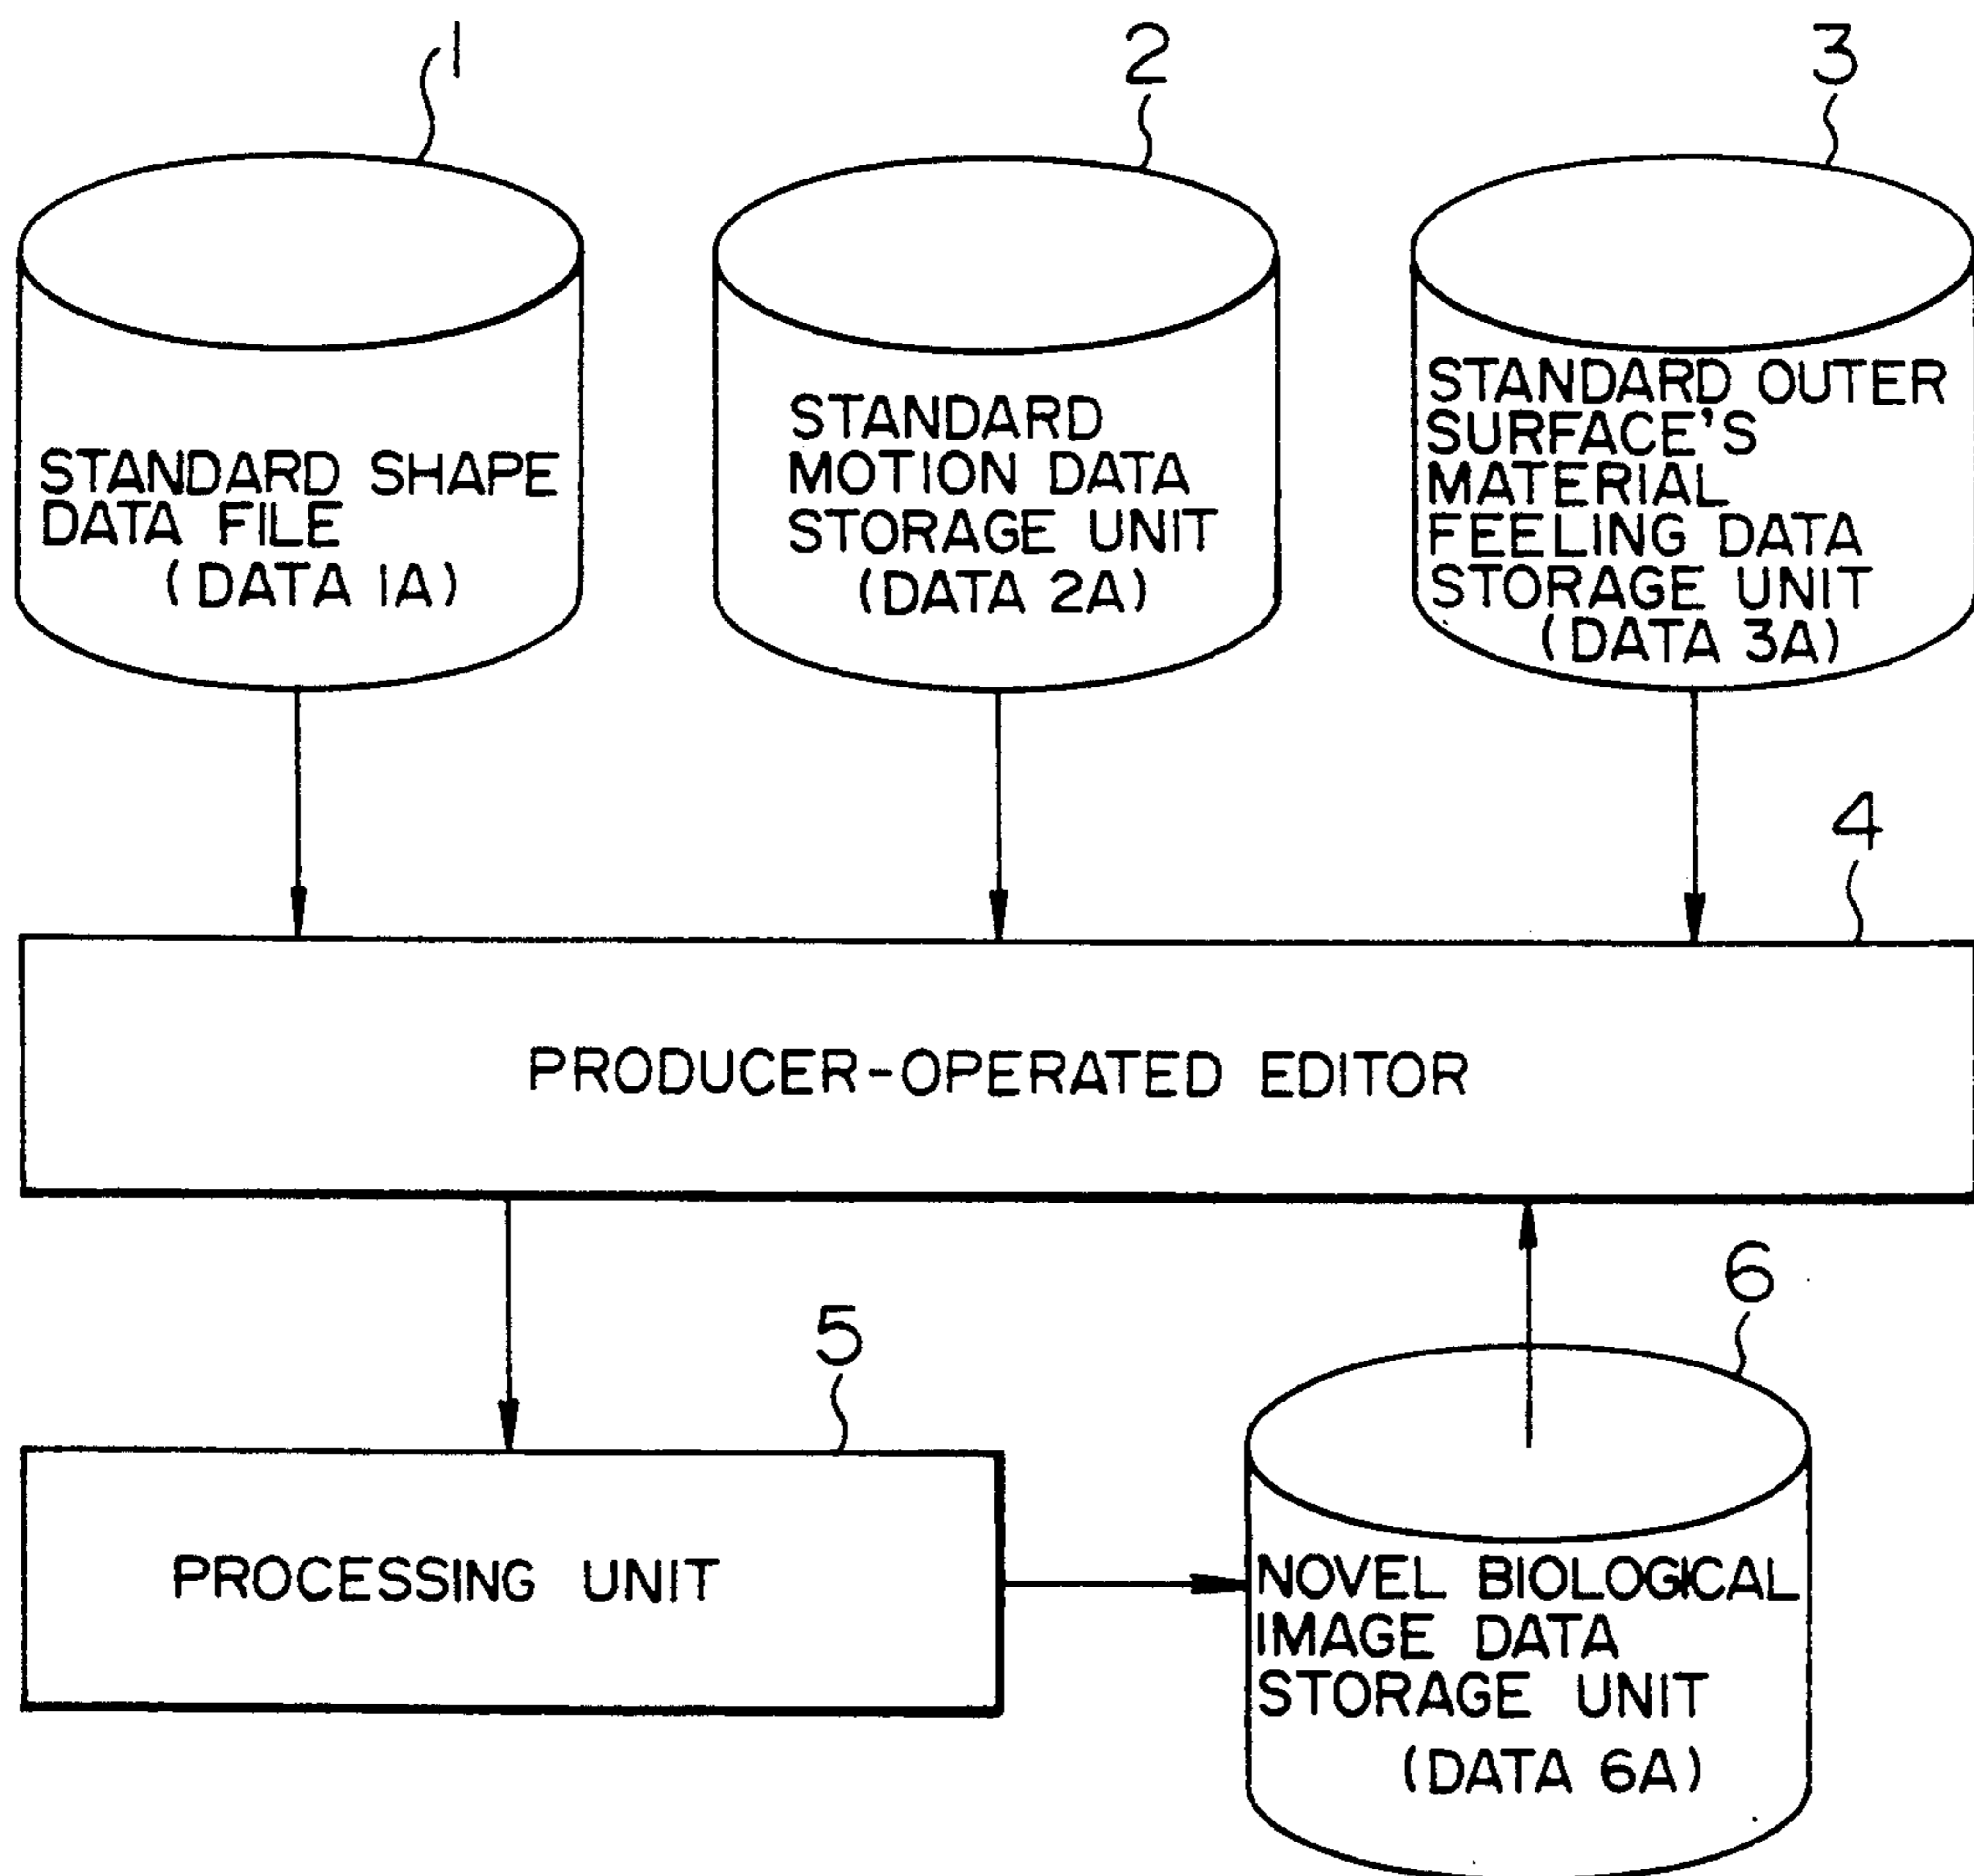 1
2
3
STANDARD SHAPE
DATA FILE
(DATA 1A)
STANDARD
MOTION DATA
STORAGE UNIT
(DATA 2A)
STANDARD OUTER
SURFACE'S
MATERIAL
FEELING DATA
STORAGE UNIT
(DATA 3A)
4
PRODUCER-OPERATED EDITOR
5
6
PROCESSING UNIT
NOVEL BIOLOGICAL
IMAGE DATA
STORAGE UNIT
(DATA 6A)